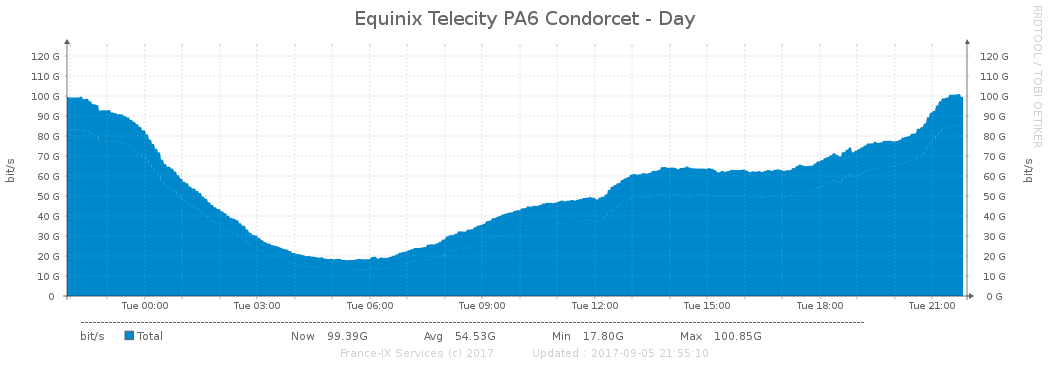 Equinix Telecity PA6 Condorcet - Day
RRDTOOL / TOBI OETIKER
bit/s
120 G 120 G
110 G 110 G
100 G 100 G
90 G 90 G
80 G 80 G
70 G 70 G
60 G 60 G
50 G 50 G
40 G 40 G
30 G 30 G
20 G 20 G
10 G 10 G
0 0 G
bit/s
Tue 00:00 Tue 03:00 Tue 06:00 Tue 09:00 Tue 12:00 Tue 15:00 Tue 18:00 Tue 21:00
bit/s Total Now 99.39G Avg 54.53G Min 17.80G Max 100.85G
France-IX Services (c) 2017 Updated : 2017-09-05 21:55:10